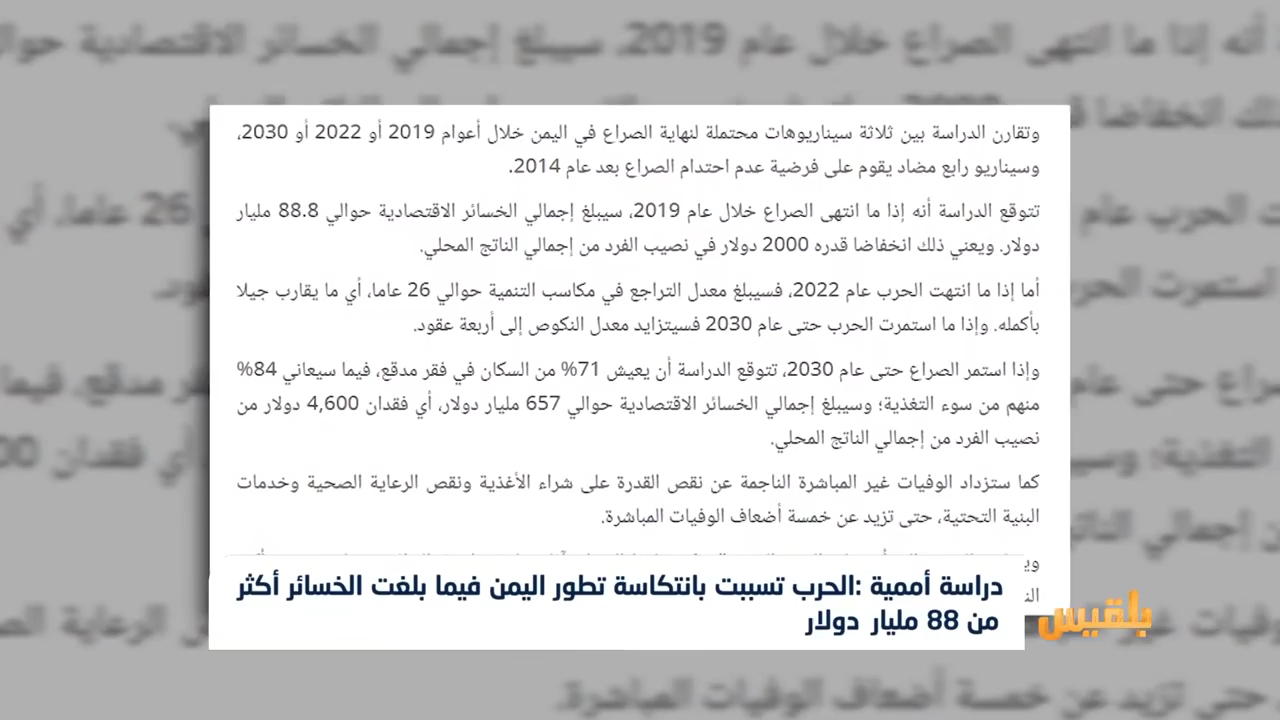 وتقارن الدراسة بين ثلاثة سيناريوهات محتملة لنهاية الصراع في اليمن خلال أعوام 2019 أو 2022 أو 2030،
وسيناريو رابع مضاد يقوم على فرضية عدم احتدام الصراع بعد عام 2014.
تتوقع الدراسة أنه إذا ما انتهى الصراع خلال عام 2019، سيبلغ إجمالي الخسائر الاقتصادية حوالي 88.8 مليار
دولار. ويعني ذلك انخفاضا قدره 2000 دولار في نصيب الفرد من إجمالي الناتج المحلي.
أما إذا ما انتهت الحرب عام 2022، فسيبلغ معدل التراجع في مكاسب التنمية حوالي 26 عاما، أي ما يقارب جيلا
بأكمله. وإذا ما استمرت الحرب حتى عام 2030 فسيتزايد معدل النكوص إلى أربعة عقود.
وإذا استمر الصراع حتى عام 2030، تتوقع الدراسة أن يعيش 71% من السكان في فقر مدقع، فيما سيعاني 84%
منهم من سوء التغذية؛ وسيبلغ إجمالي الخسائر الاقتصادية حوالي 657 مليار دولار، أي فقدان 4,600 دولار من
نصيب الفرد من إجمالي الناتج المحلي.
كما ستزداد الوفيات غير المباشرة الناجمة عن نقص القدرة على شراء الأغذية ونقص الرعاية الصحية وخدمات
البنية التحتية، حتى تزيد عن خمسة أضعاف الوفيات المباشرة.
دراسة أممية :الحرب تسببت بانتكاسة تطور اليمن فيما بلغت الخسائر أكثر
من 88 مليار دولار
بلقيس